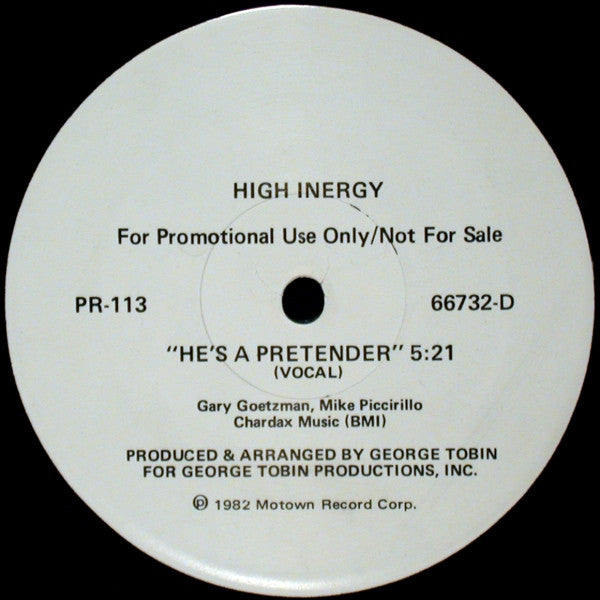 HIGH INERGY
For Promotional Use Only/Not For Sale
PR-113 66732-D
"HE'S A PRETENDER" 5:21
(VOCAL)
Gary Goetzman, Mike Piccirillo
Chardax Music (BMI)
PRODUCED & ARRANGED BY GEORGE TOBIN
FOR GEORGE TOBIN PRODUCTIONS, INC.
℗ 1982 Motown Record Corp.